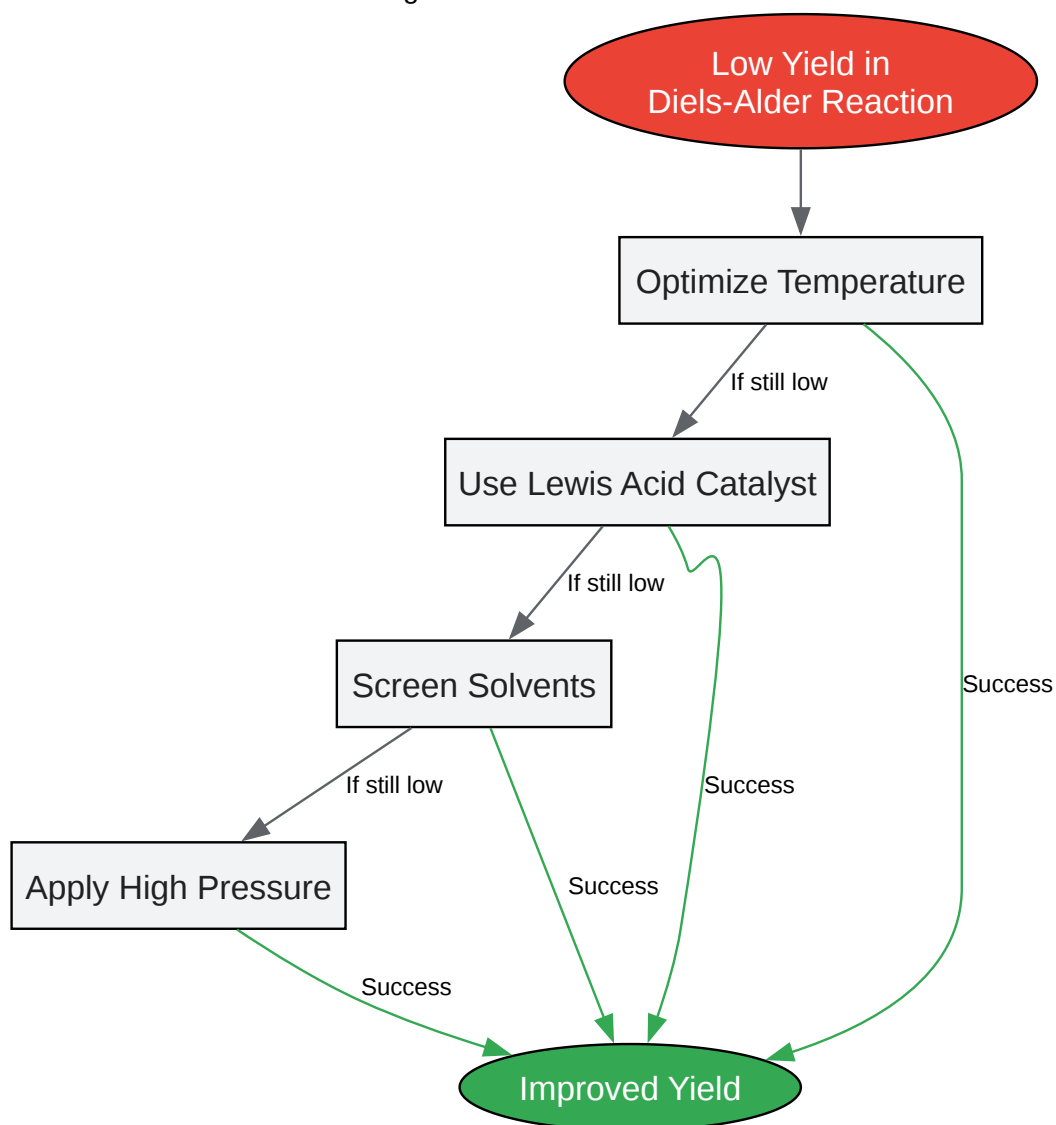 Low Yield in
Diels-Alder Reaction
Optimize Temperature
If still low
Use Lewis Acid Catalyst
If still low
Screen Solvents
Success
If still low
Success
Apply High Pressure
Success
Success
Improved Yield